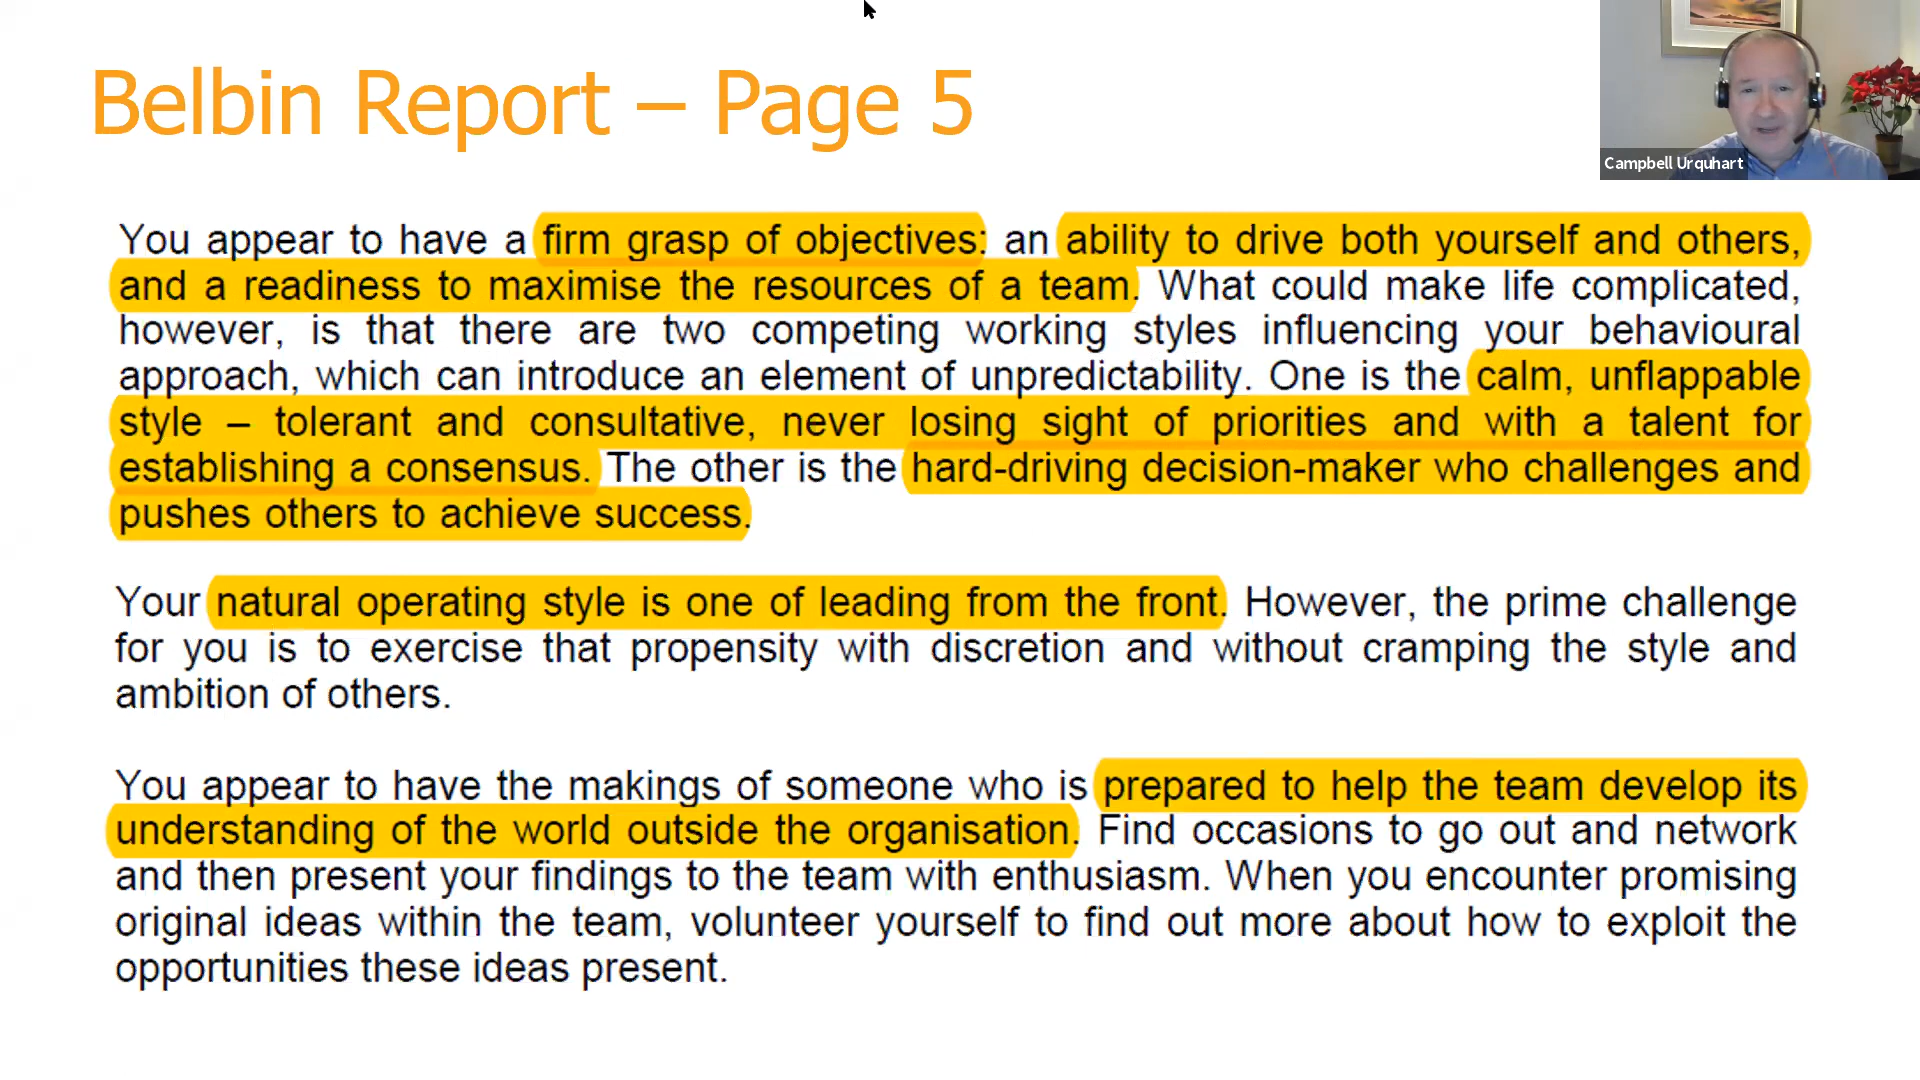 Belbin Report – Page 5
Campbell Urquhart
You appear to have a firm grasp of objectives: an ability to drive both yourself and others,
and a readiness to maximise the resources of a team. What could make life complicated,
however, is that there are two competing working styles influencing your behavioural
approach, which can introduce an element of unpredictability. One is the calm, unflappable
style – tolerant and consultative, never losing sight of priorities and with a talent for
establishing a consensus. The other is the hard-driving decision-maker who challenges and
pushes others to achieve success.
Your natural operating style is one of leading from the front. However, the prime challenge
for you is to exercise that propensity with discretion and without cramping the style and
ambition of others.
You appear to have the makings of someone who is prepared to help the team develop its
understanding of the world outside the organisation. Find occasions to go out and network
and then present your findings to the team with enthusiasm. When you encounter promising
original ideas within the team, volunteer yourself to find out more about how to exploit the
opportunities these ideas present.